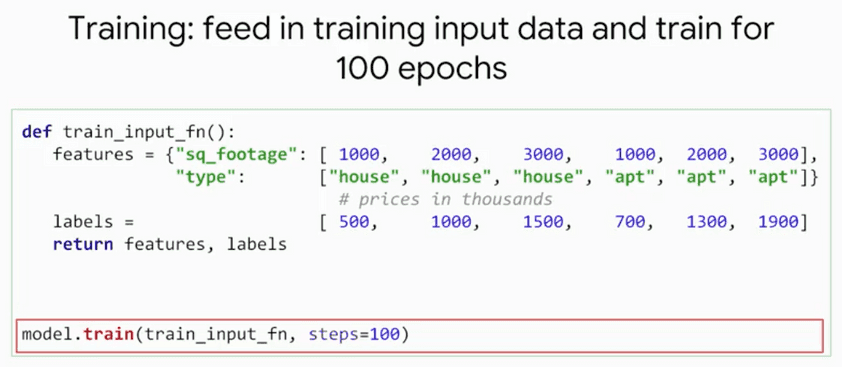 Training: feed in training input data and train for
100 epochs
def train_input_fn():
features = {"sq_footage": [ 1000, 2000, 3000, 1000, 2000, 3000],
"type": ["house", "house", "house", "apt", "apt", "apt"]}
# prices in thousands
labels = [ 500, 1000, 1500, 700, 1300, 1900]
return features, labels
model.train(train_input_fn, steps=100)